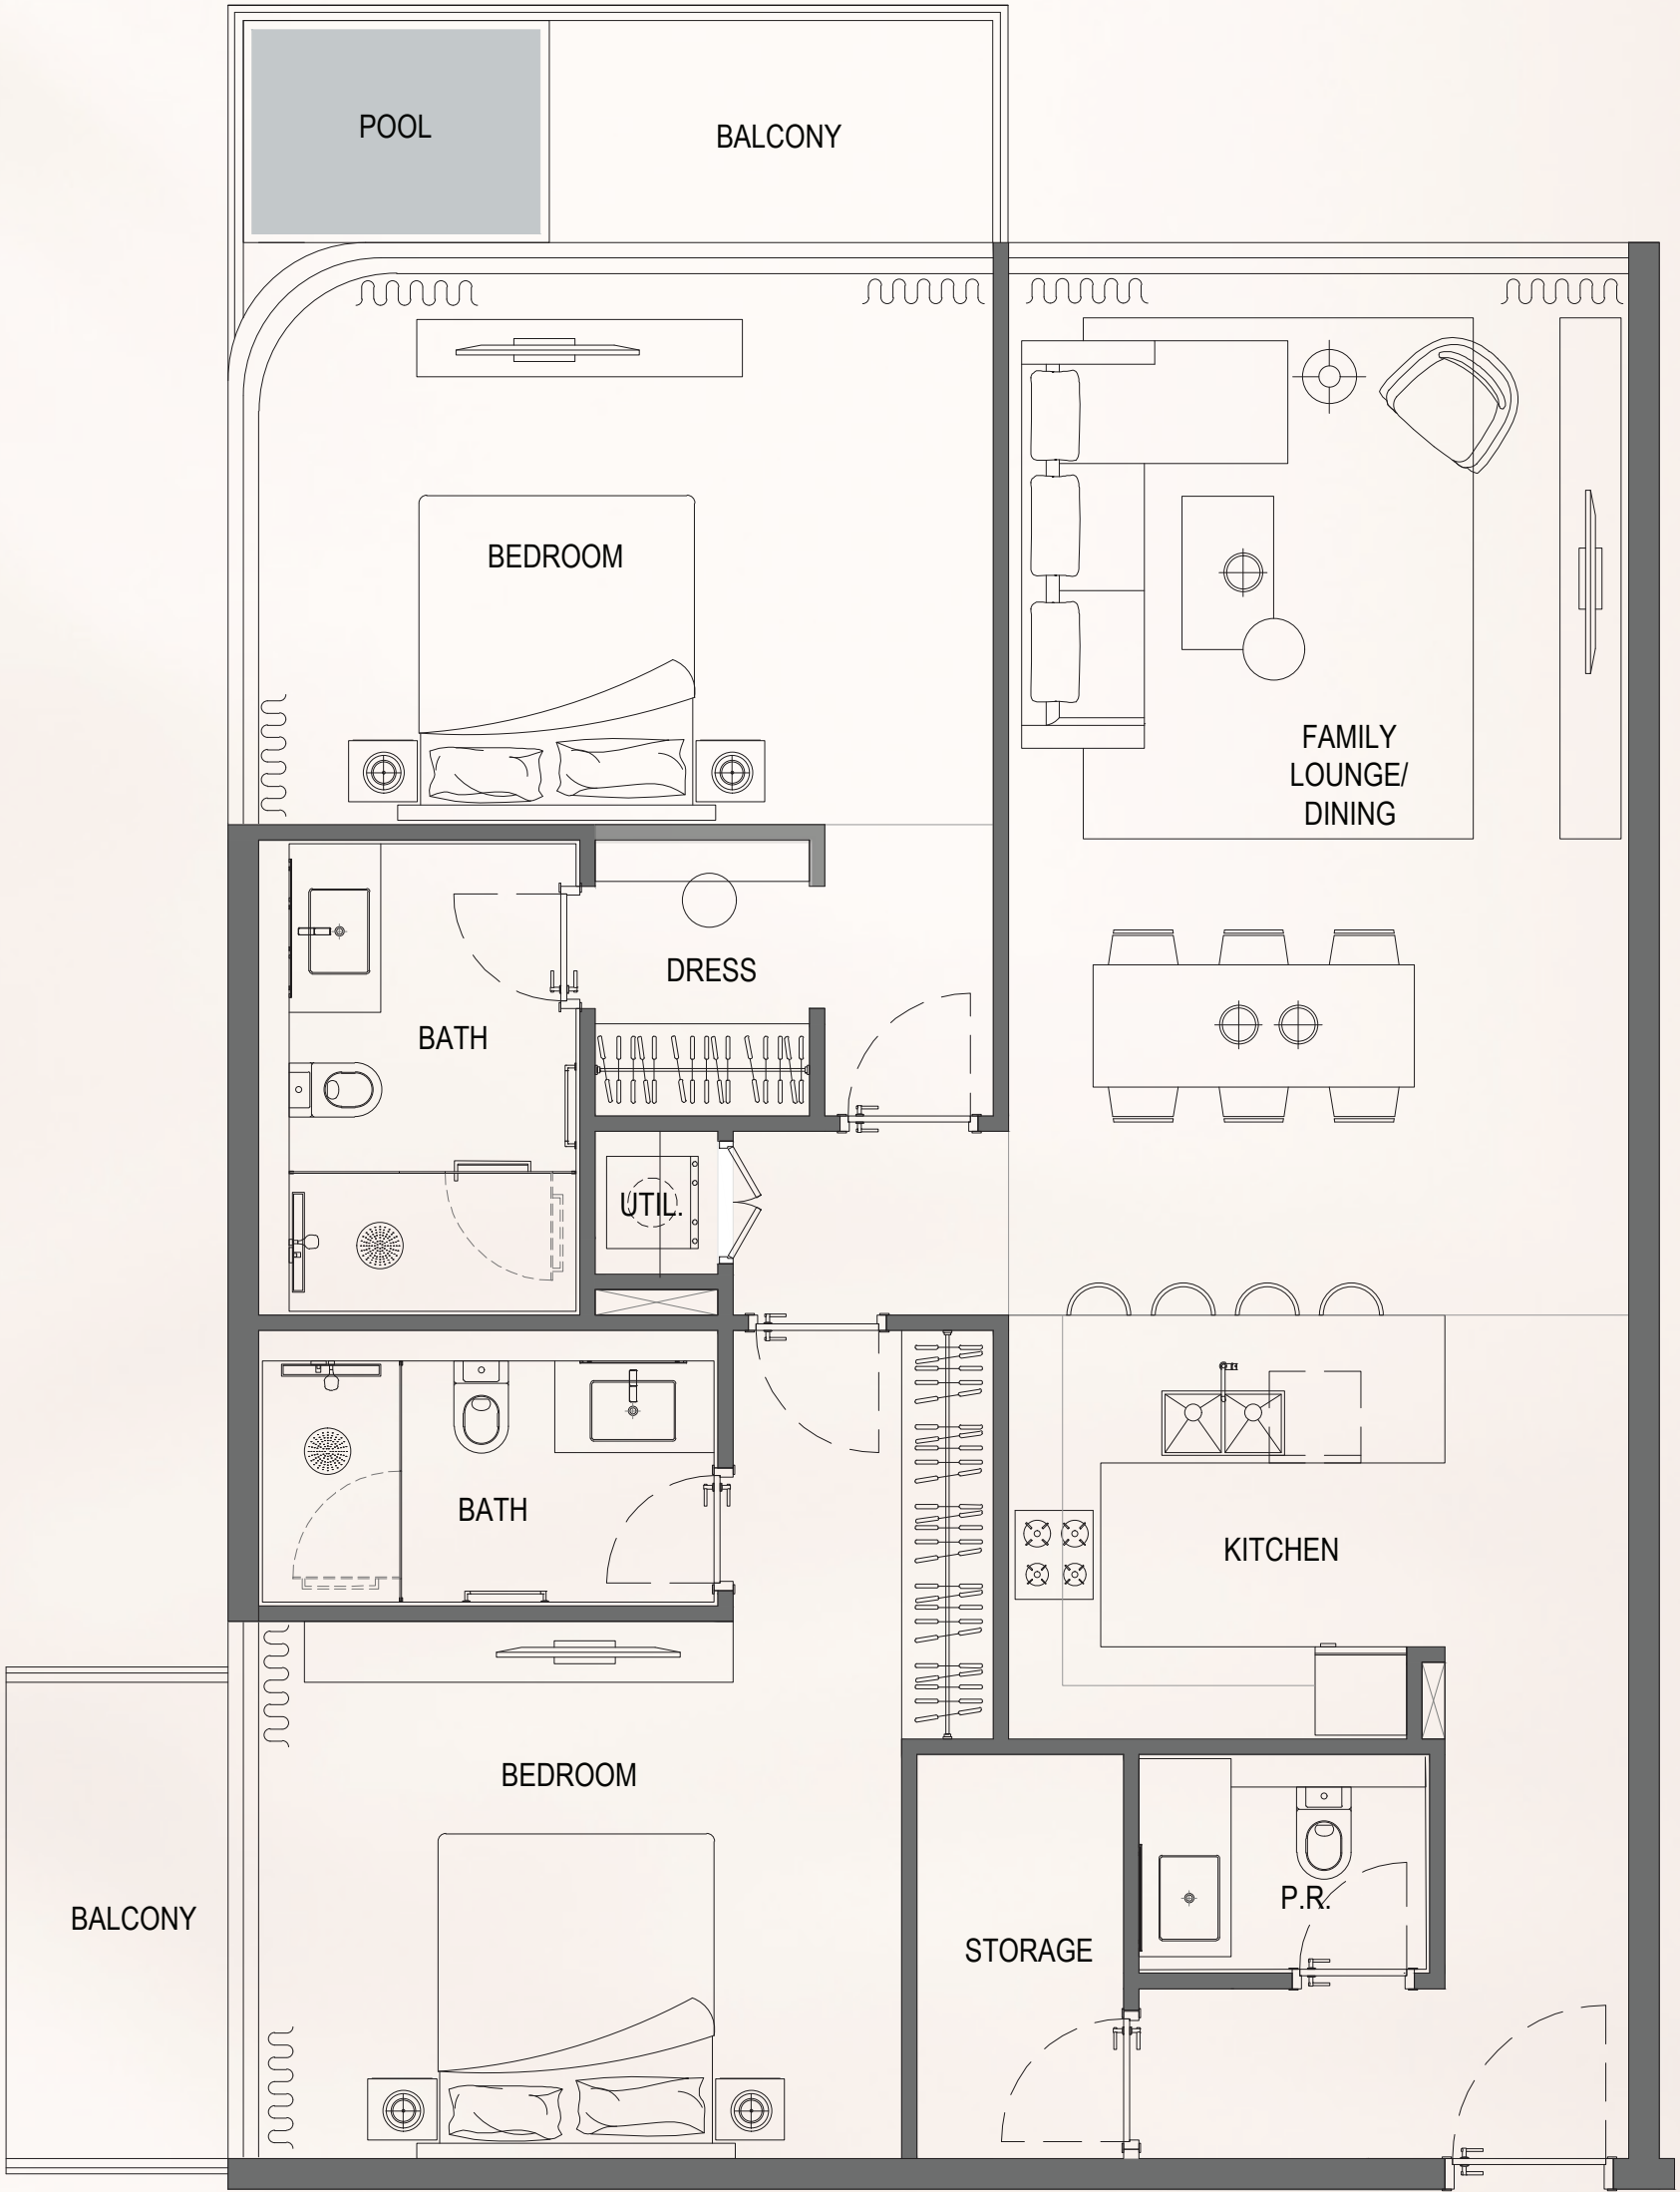 POOL
BALCONY
BEDROOM
FAMILY
LOUNGE/
DINING
DRESS
BATH
UTIL.
BATH
KITCHEN
BEDROOM
P.R.
BALCONY
STORAGE